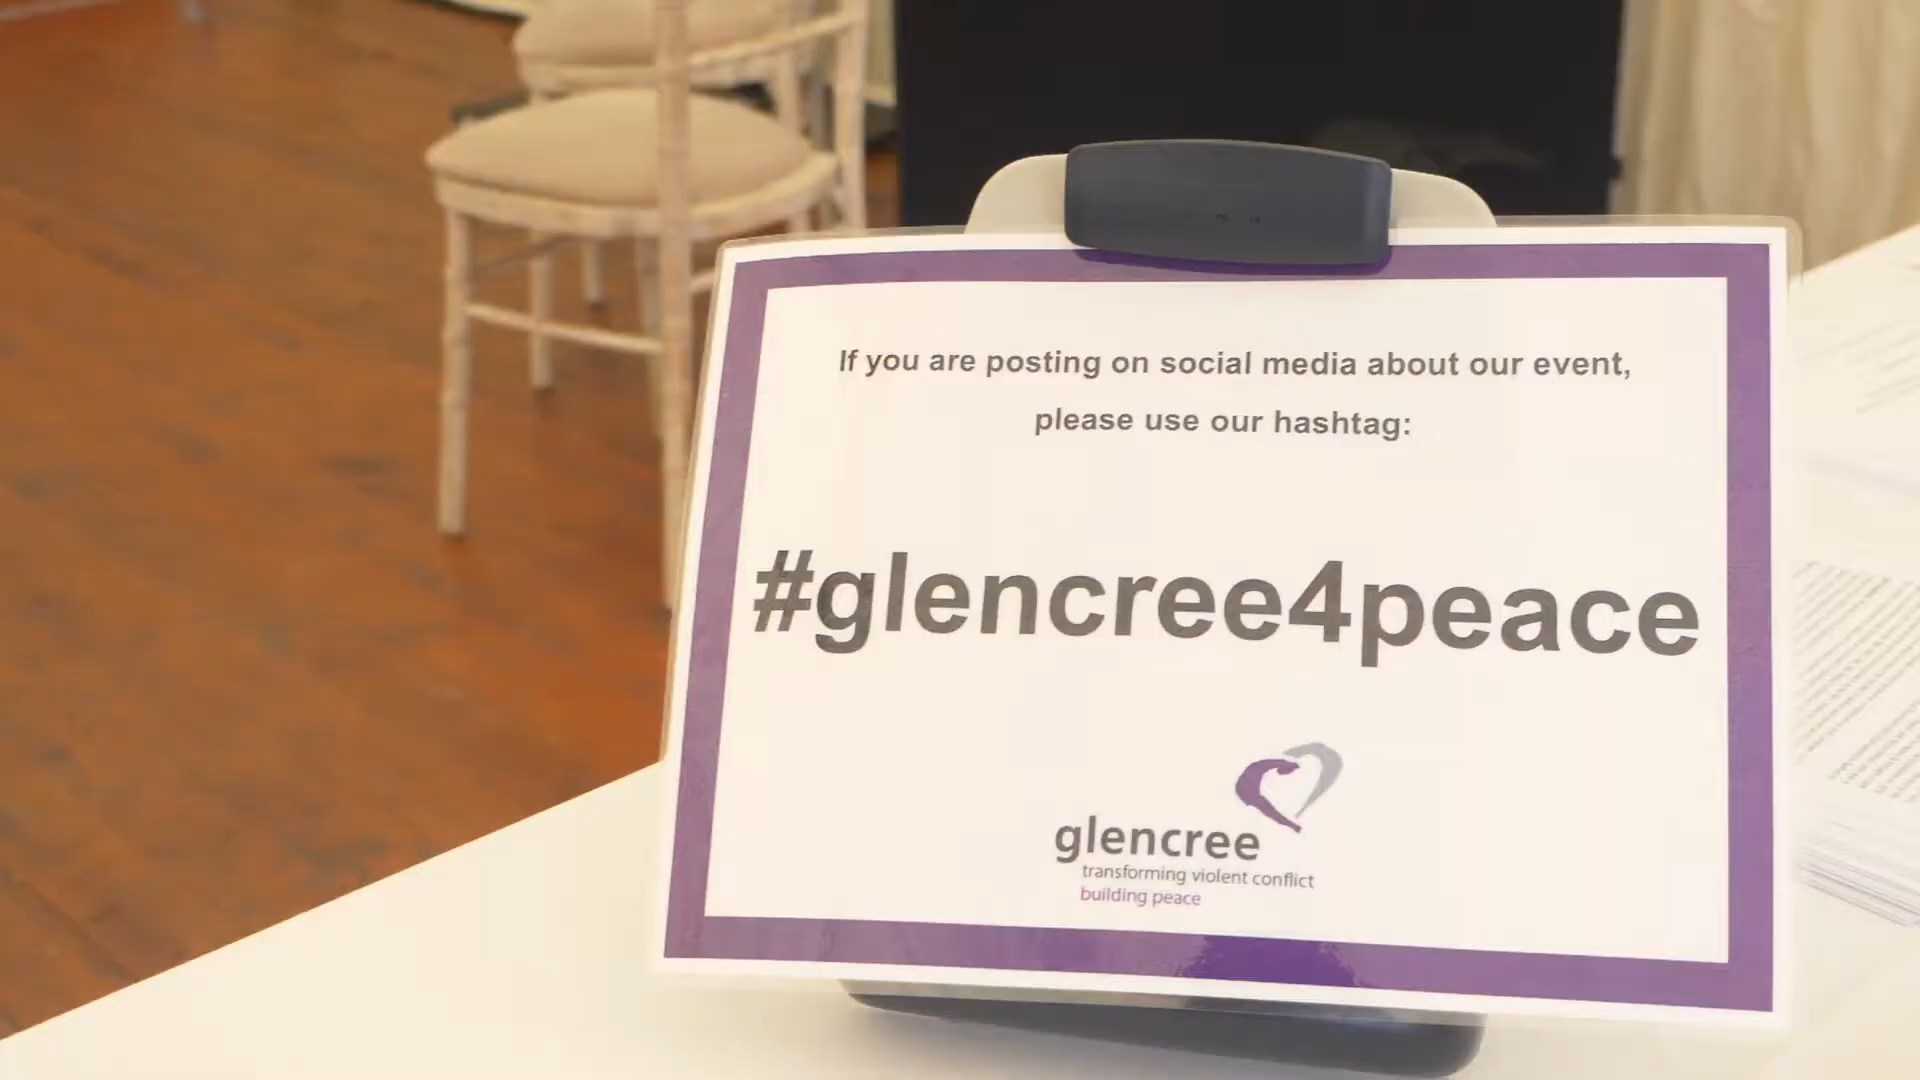 If you are posting on social media about our event,
please use our hashtag:
#glencree4peace
glencree
transforming violent conflict
building peace